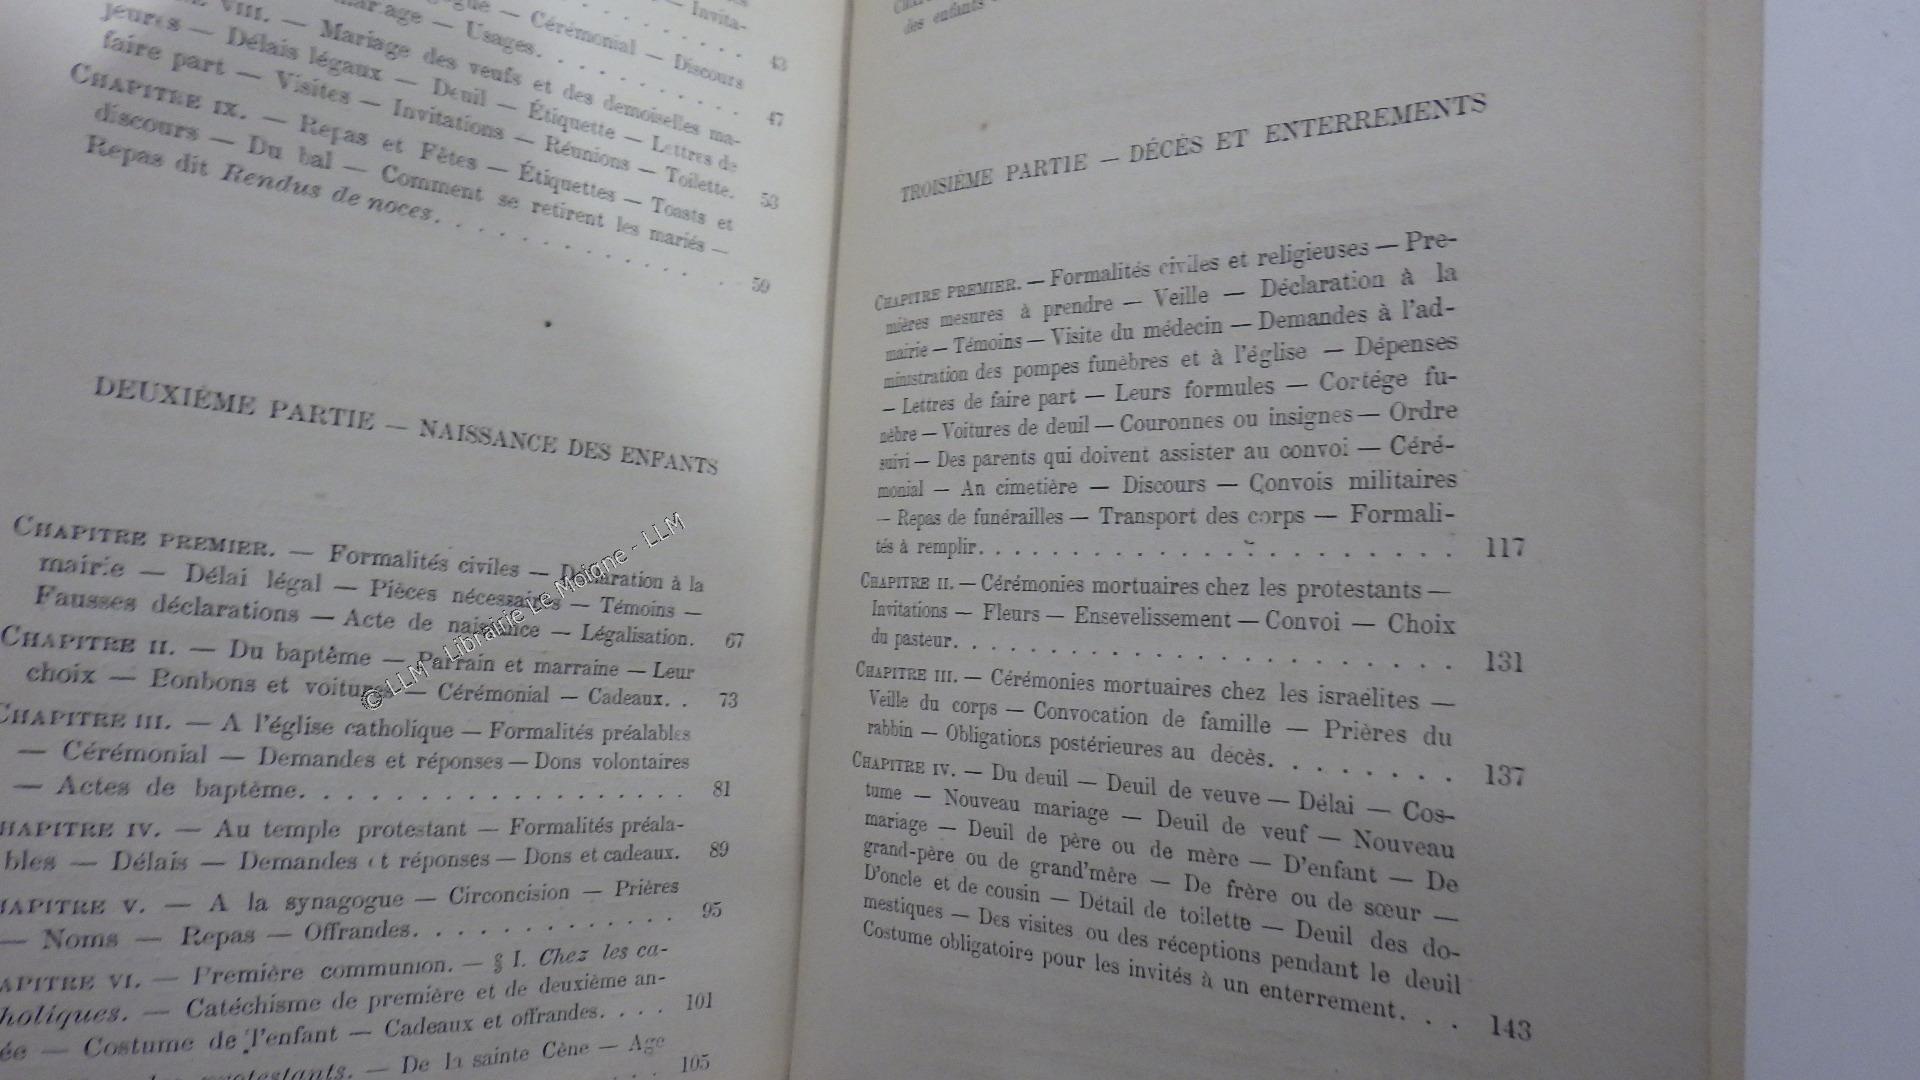 Invita-
Cérémonial — Discours
43
VIII. — mariage — Usages.
47
Mariage des veufs et des demoiselles ma-
jeures — Délais légaux — Deuil — Étiquette — Lettres de
faire part — Visites — Invitations — Réunions — Toilette. 53
CHAPITRE IX. — Repas et Fêtes — Étiquettes — Toasts et
discours — Du bal — Comment se retirent les mariés —
Repas dit Rendus de noces. 59
DEUXIÈME PARTIE — NAISSANCE DES ENFANTS
CHAPITRE PREMIER. — Formalités civiles — Déclaration à la
mairie — Délai légal — Pièces nécessaires — Témoins —
Fausses déclarations — Acte de naissance — Légalisation. 67
CHAPITRE II. — Du baptême — Parrain et marraine — Leur
choix — Bonbons et voitures — Cérémonial — Cadeaux. . 73
CHAPITRE III. — A l'église catholique — Formalités préalables
— Cérémonial — Demandes et réponses — Dons volontaires
— Actes de baptême. . . . . . . . . . . . . . . . . . 81
HAPITRE IV. — Au temple protestant — Formalités préala-
bles — Délais — Demandes et réponses — Dons et cadeaux. 89
HAPITRE V. — A la synagogue — Circoncision — Prières
— Noms — Repas — Offrandes. . . . . . . . . . . . 95
APITRE VI. — Première communion. — § I. Chez les ca-
holiques. — Catéchisme de première et de deuxième an-
ée — Costume de l'enfant — Cadeaux et offrandes. . . . 101
protestants. — De la sainte Cène — Age
105
© LLM - Librairie Le Moigne - LLM
des enfants
TROISIÈME PARTIE — DÉCÈS ET ENTERREMENTS
CHAPITRE PREMIER. — Formalités civiles et religieuses — Pre-
mières mesures à prendre — Veille — Déclaration à la
mairie — Témoins — Visite du médecin — Demandes à l'ad-
ministration des pompes funèbres et à l'église — Dépenses
— Lettres de faire part — Leurs formules — Cortége fu-
nèbre — Voitures de deuil — Couronnes ou insignes — Ordre
suivi — Des parents qui doivent assister au convoi — Céré-
monial — An cimetière — Discours — Convois militaires
— Repas de funérailles — Transport des corps — Formali-
tés à remplir. . . . . . . . . . . . . . . . . . . . . 117
CHAPITRE II. — Cérémonies mortuaires chez les protestants —
Invitations — Fleurs — Ensevelissement — Convoi — Choix
du pasteur. . . . . . . . . . . . . . . . . . . . . . 131
CHAPITRE III. — Cérémonies mortuaires chez les israélites —
Veille du corps — Convocation de famille — Prières du
rabbin — Obligations postérieures au décès. . . . . . . . 137
CHAPITRE IV. — Du deuil — Deuil de veuve — Délai — Cos-
tume — Nouveau mariage — Deuil de veuf — Nouveau
mariage — Deuil de père ou de mère — D'enfant — De
grand-père ou de grand'mère — De frère ou de sœur —
D'oncle et de cousin — Détail de toilette — Deuil des do-
mestiques — Des visites ou des réceptions pendant le deuil
Costume obligatoire pour les invités à un enterrement. . . 143